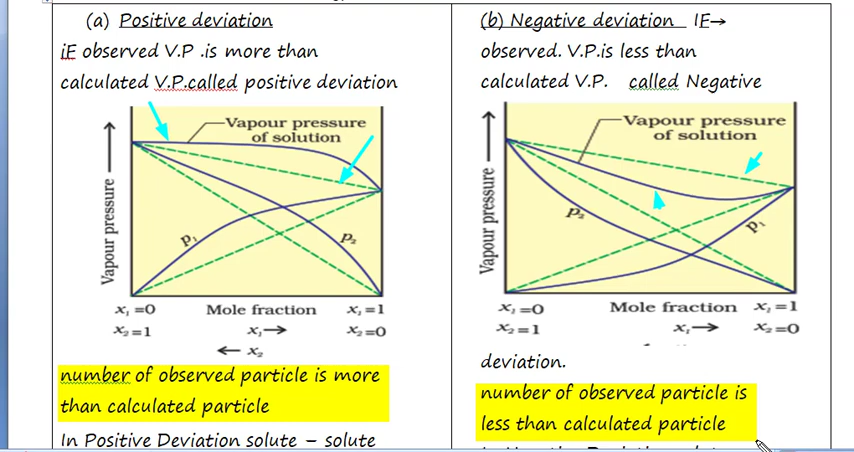 (a) Positive deviation
iF observed V.P .is more than
calculated V.P.called positive deviation
Vapour pressure
of solution
Vapour pressure
p₁
p₂
x₁=0
Mole fraction
x₁=1
x₂=1
x₁→
x₂=0
← x₂
number of observed particle is more
than calculated particle
In Positive Deviation solute – solute
(b) Negative deviation IF→
observed. V.P.is less than
calculated V.P. called Negative
Vapour pressure
of solution
Vapour pressure
p₂
p₁
x₁=0
Mole fraction
x₁=1
x₂=1
x₁→
x₂=0
deviation.
number of observed particle is
less than calculated particle